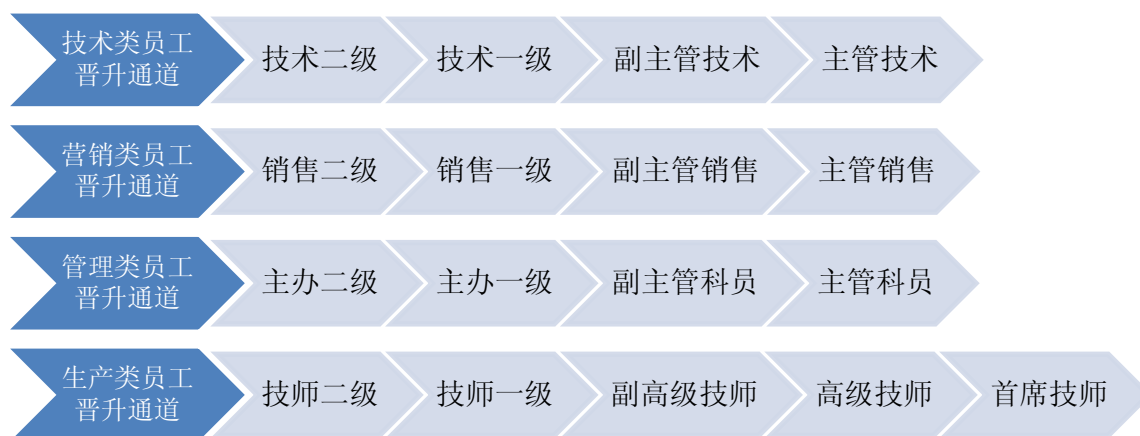 技术类员工
晋升通道
技术二级
技术一级
副主管技术
主管技术
营销类员工
晋升通道
销售二级
销售一级
副主管销售
主管销售
管理类员工
晋升通道
主办二级
主办一级
副主管科员
主管科员
生产类员工
晋升通道
技师二级
技师一级
副高级技师
高级技师
首席技师